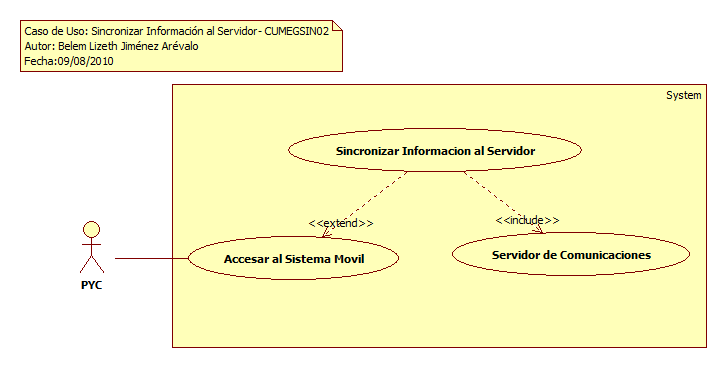 Caso de Uso: Sincronizar Información al Servidor- CUMEGSIN02
Autor: Belem Lizeth Jiménez Arévalo
Fecha:09/08/2010
System
Sincronizar Informacion al Servidor
<<extend>>
<<include>>
Accesar al Sistema Movil
Servidor de Comunicaciones
PYC